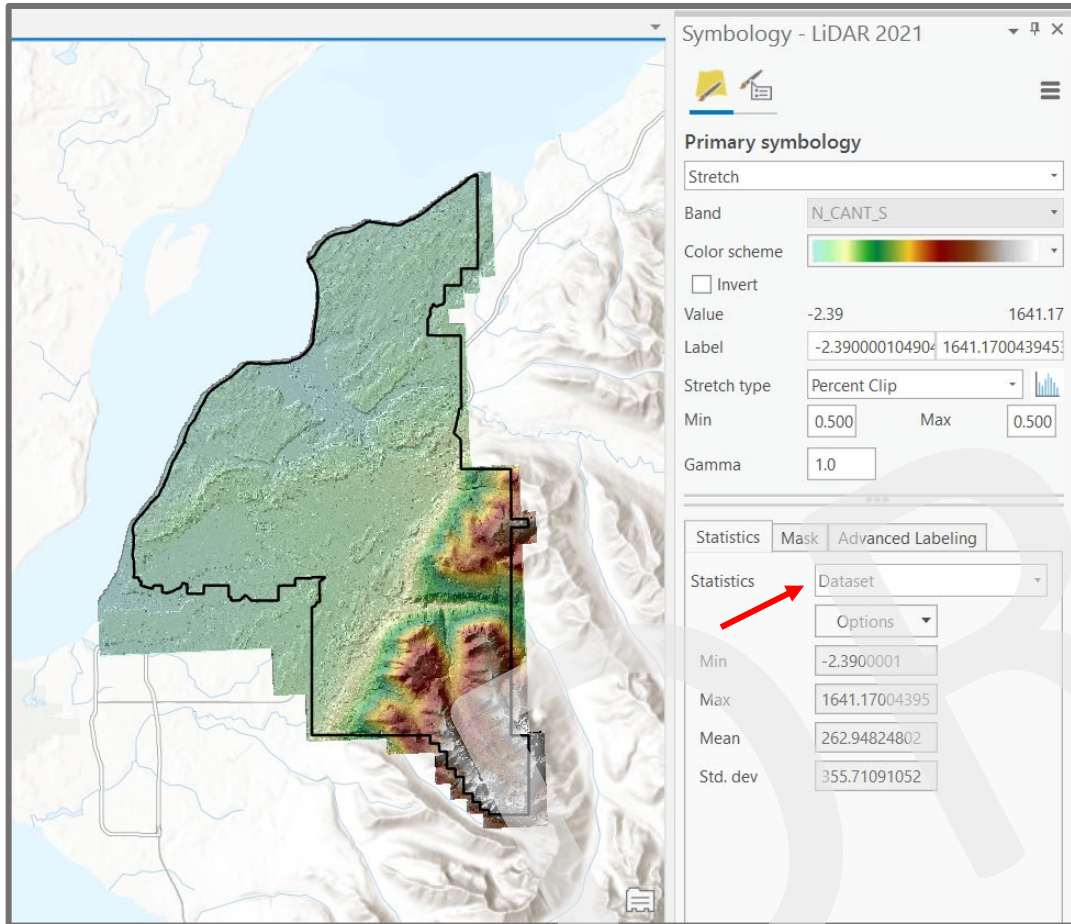 Symbology - LiDAR 2021
Primary symbology
Stretch
Band N_CANT_S
Color scheme
Invert
Value -2.39 1641.17
Label -2.390000104904 1641.1700439453
Stretch type Percent Clip
Min 0.500 Max 0.500
Gamma 1.0
Statistics Mask Advanced Labeling
Statistics Dataset
Options
Min -2.3900001
Max 1641.17004395
Mean 262.94824802
Std. dev 355.71091052